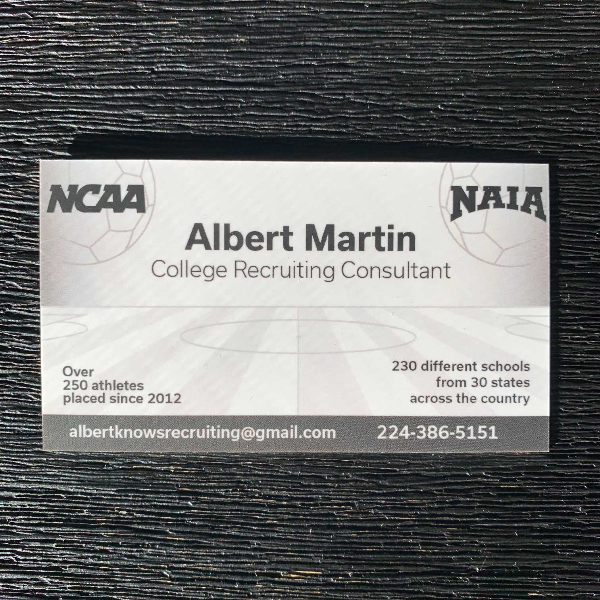 NCAA
NAIA
Albert Martin
College Recruiting Consultant
Over
250 athletes
placed since 2012
230 different schools
from 30 states
across the country
albertknowsrecruiting@gmail.com
224-386-5151